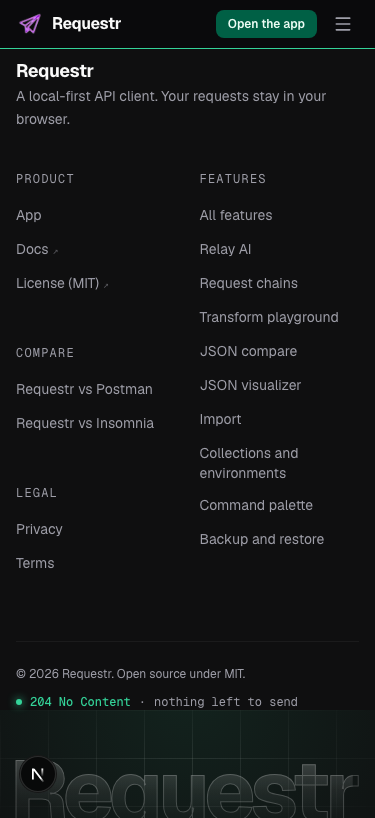 Requestr
Open the app
Requestr
A local-first API client. Your requests stay in your
browser.
PRODUCT
App
Docs ↗
License (MIT) ↗
COMPARE
Requestr vs Postman
Requestr vs Insomnia
LEGAL
Privacy
Terms
FEATURES
All features
Relay AI
Request chains
Transform playground
JSON compare
JSON visualizer
Import
Collections and
environments
Command palette
Backup and restore
© 2026 Requestr. Open source under MIT.
204 No Content · nothing left to send
Requestr
N